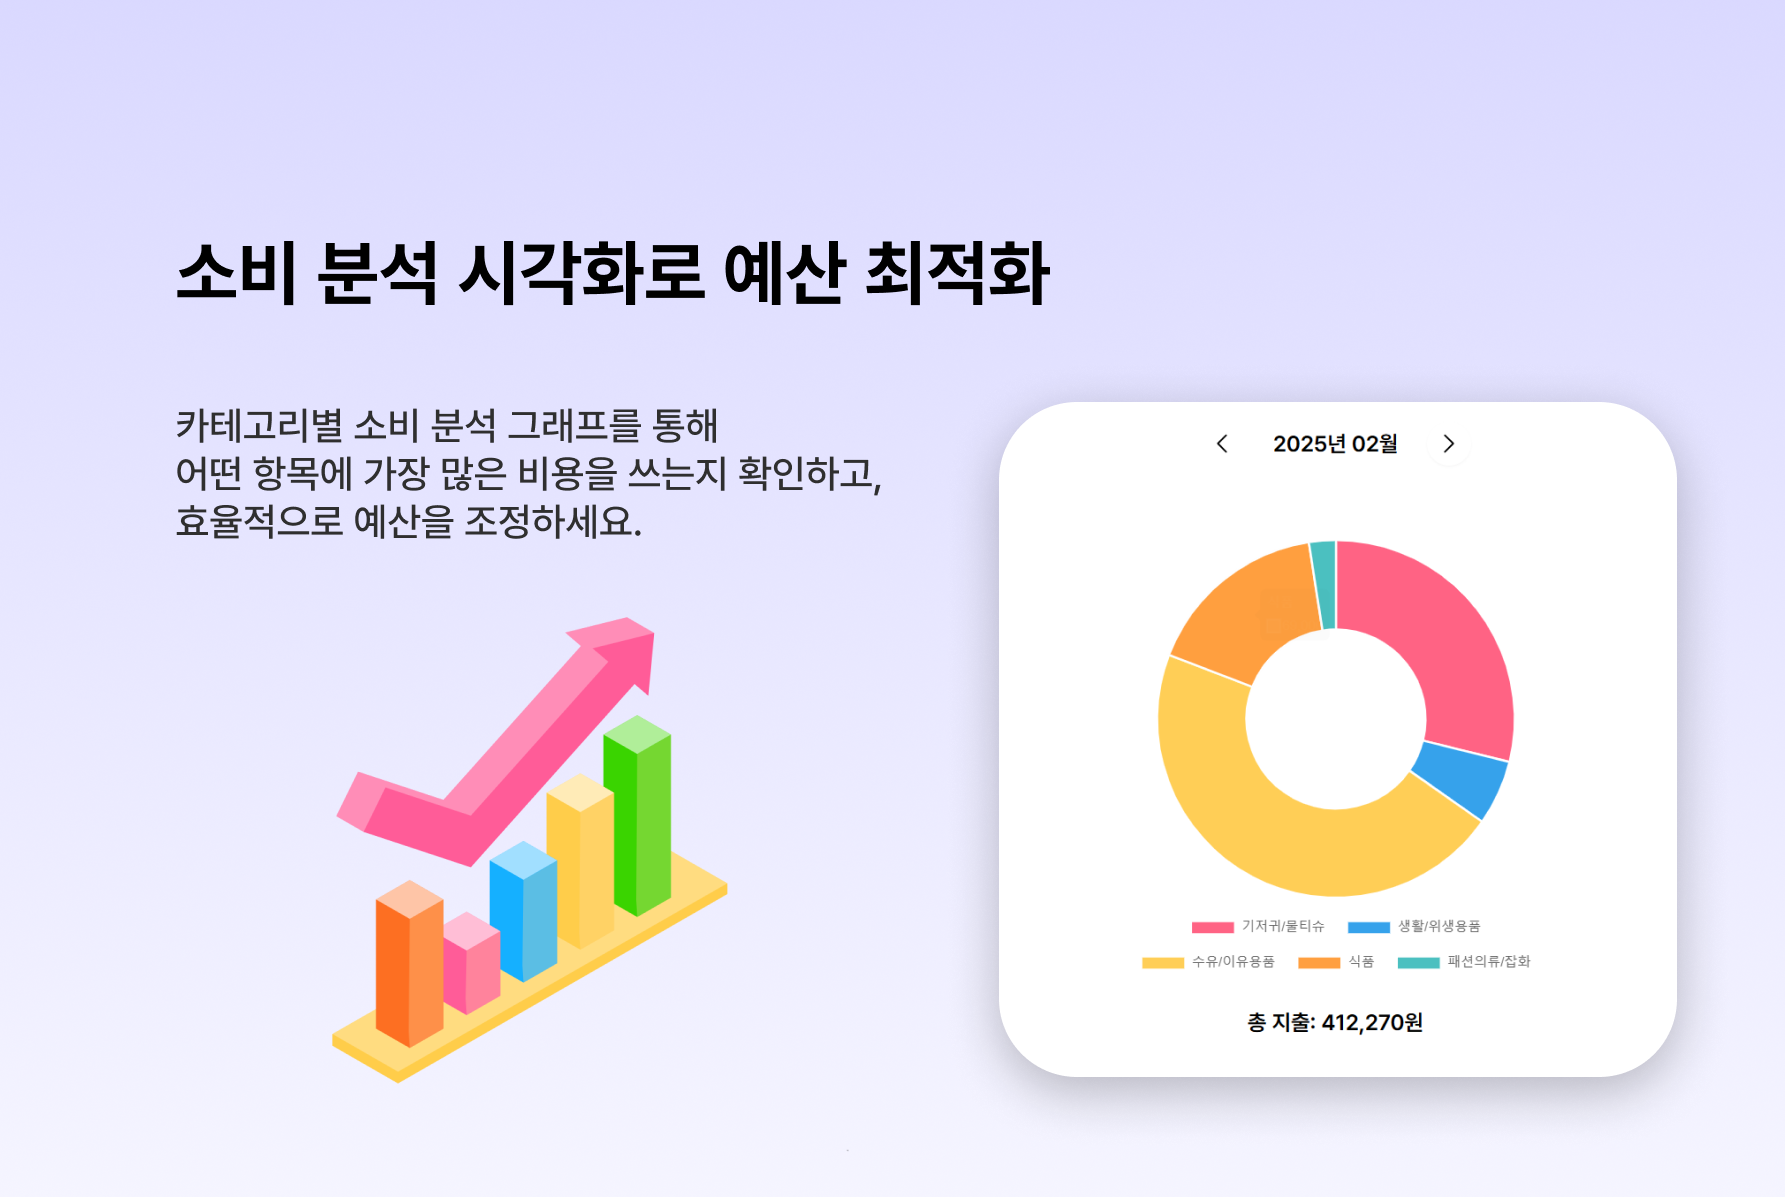 소비 분석 시각화로 예산 최적화
카테고리별 소비 분석 그래프를 통해
어떤 항목에 가장 많은 비용을 쓰는지 확인하고,
효율적으로 예산을 조정하세요.
2025년 02월
기저귀/물티슈 생활/위생용품
수유/이유용품 식품 패션의류/잡화
총 지출: 412,270원